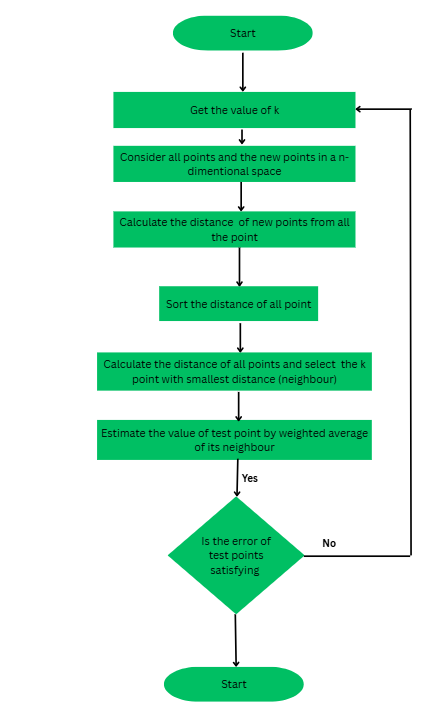 Start
Get the value of k
Consider all points and the new points in a n-
dimentional space
Calculate the distance of new points from all
the point
Sort the distance of all point
Calculate the distance of all points and select the k
point with smallest distance (neighbour)
Estimate the value of test point by weighted average
of its neighbour
Yes
Is the error of
test points
satisfying
No
Start